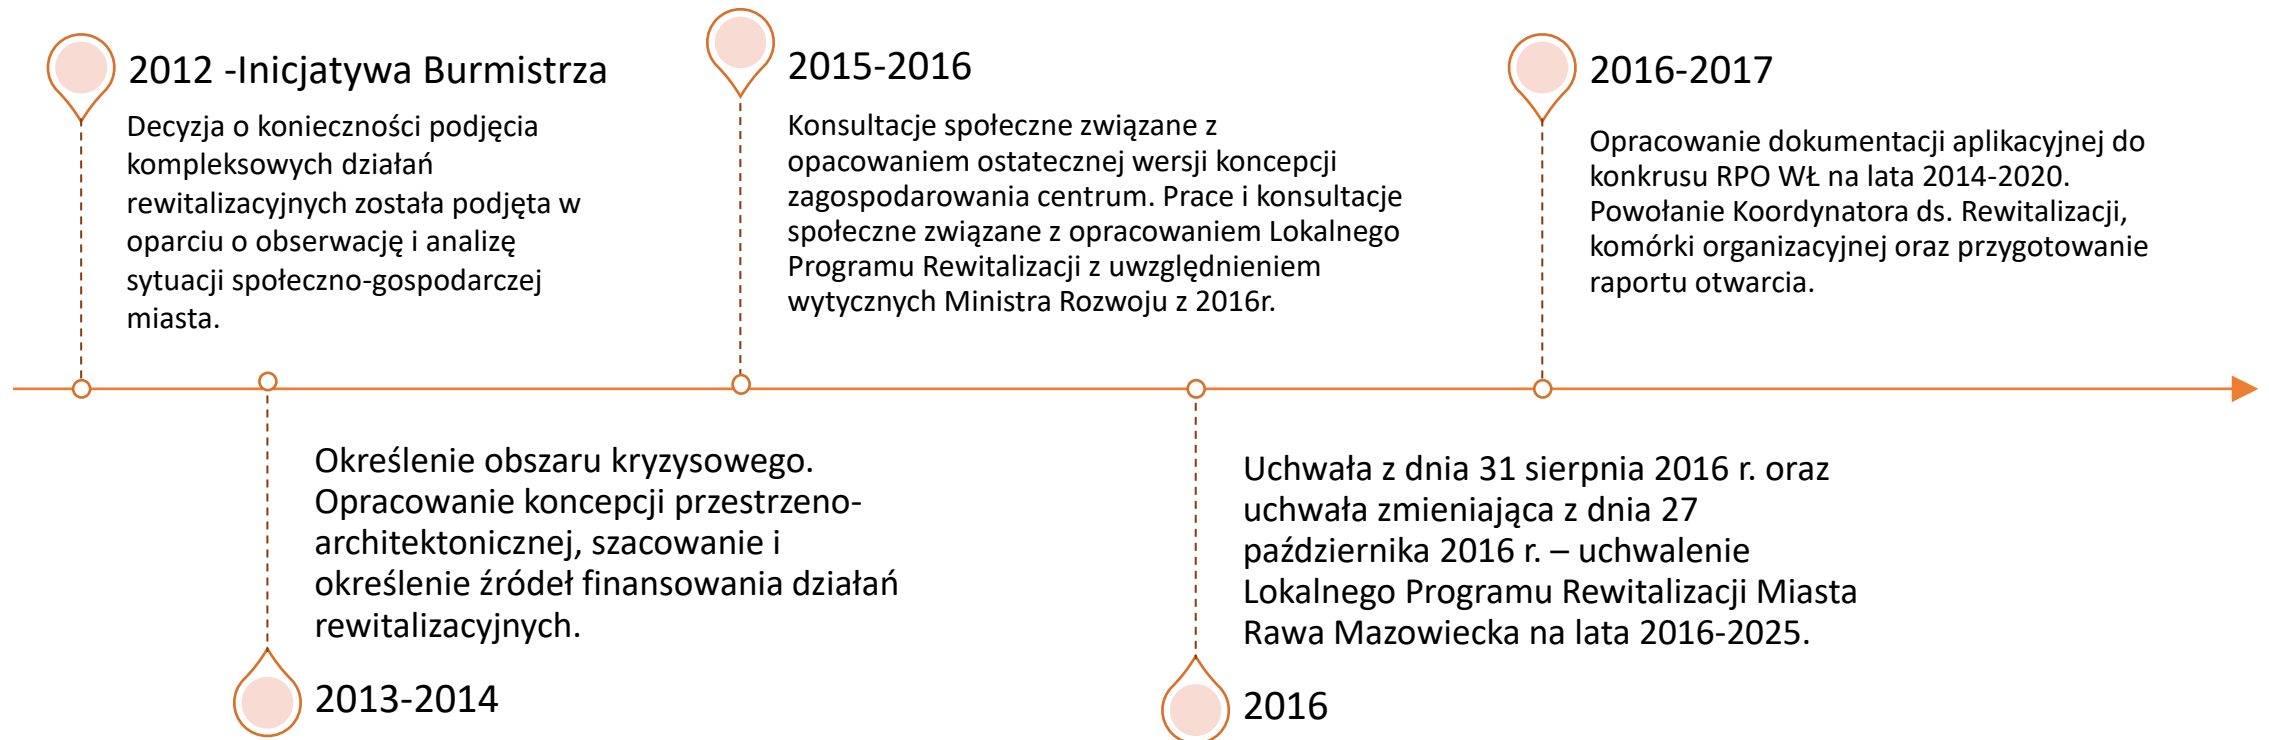 2012 -Inicjatywa Burmistrza
Decyzja o konieczności podjęcia
kompleksowych działań
rewitalizacyjnych została podjęta w
oparciu o obserwację i analizę
sytuacji społeczno-gospodarczej
miasta.
Określenie obszaru kryzysowego.
Opracowanie koncepcji przestrzeno-
architektonicznej, szacowanie i
określenie źródeł finansowania działań
rewitalizacyjnych.
2013-2014
2015-2016
Konsultacje społeczne związane z
opacowaniem ostatecznej wersji koncepcji
zagospodarowania centrum. Prace i konsultacje
społeczne związane z opracowaniem Lokalnego
Programu Rewitalizacji z uwzględnieniem
wytycznych Ministra Rozwoju z 2016r.
Uchwała z dnia 31 sierpnia 2016 r. oraz
uchwała zmieniająca z dnia 27
października 2016 r. – uchwalenie
Lokalnego Programu Rewitalizacji Miasta
Rawa Mazowiecka na lata 2016-2025.
2016
2016-2017
Opracowanie dokumentacji aplikacyjnej do
konkrusu RPO WŁ na lata 2014-2020.
Powołanie Koordynatora ds. Rewitalizacji,
komórki organizacyjnej oraz przygotowanie
raportu otwarcia.